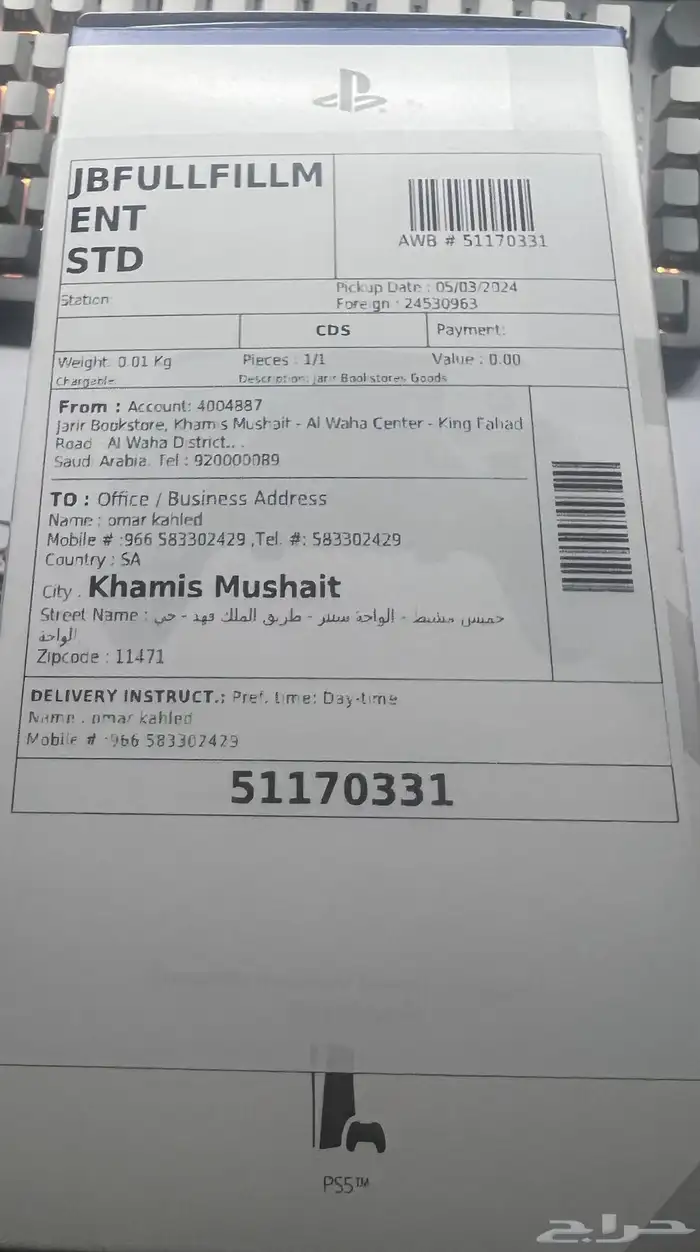 JBFULLFILLM
ENT
STD
AWB # 51170331
Pickup Date : 05/03/2024
Station
Foreign : 24530963
CDS
Payment:
Weight: 0.01 Kg
Pieces : 1/1
Value : 0.00
Chargeble
Description: Jarir Bookstores Goods
From : Account: 4004887
Jarir Bookstore, Khamis Mushait - Al Waha Center - King Fahad
Road - Al Waha District...
Saudi Arabia. Tel : 920000089
TO : Office / Business Address
Name : omar kahled
Mobile # :966 583302429 ,Tel. #: 583302429
Country : SA
City : Khamis Mushait
Street Name : خميس مشيط - الواحة سنتر - طريق الملك فهد - حي
الواحة
Zipcode : 11471
DELIVERY INSTRUCT.: Pref. time: Day-time
Name : omar kahled
Mobile # :966 583302429
51170331
PS5™
حراج